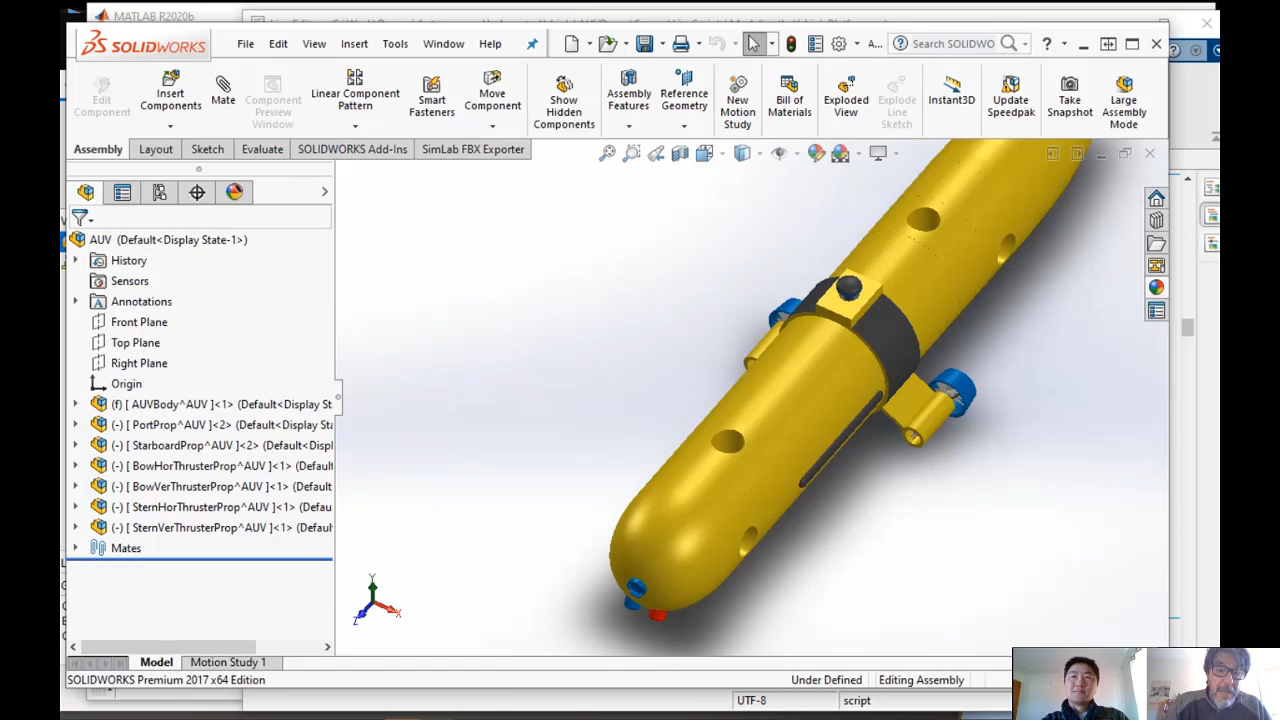 MATLAB R2020b
SOLIDWORKS File Edit View Insert Tools Window Help A... Search SOLIDWO
Edit Component
Insert Components
Mate
Component Preview Window
Linear Component Pattern
Smart Fasteners
Move Component
Show Hidden Components
Assembly Features
Reference Geometry
New Motion Study
Bill of Materials
Exploded View
Explode Line Sketch
Instant3D
Update Speedpak
Take Snapshot
Large Assembly Mode
Assembly Layout Sketch Evaluate SOLIDWORKS Add-Ins SimLab FBX Exporter
AUV (Default<Display State-1>)
History
Sensors
Annotations
Front Plane
Top Plane
Right Plane
Origin
(f) [ AUVBody^AUV ]<1> (Default<Display St
(-) [ PortProp^AUV ]<2> (Default<Display Sta
(-) [ StarboardProp^AUV ]<2> (Default<Displ
(-) [ BowHorThrusterProp^AUV ]<1> (Default
(-) [ BowVerThrusterProp^AUV ]<1> (Default
(-) [ SternHorThrusterProp^AUV ]<1> (Defau
(-) [ SternVerThrusterProp^AUV ]<1> (Defaul
Mates
Y
X
Z
Model Motion Study 1
SOLIDWORKS Premium 2017 x64 Edition Under Defined Editing Assembly
UTF-8 script